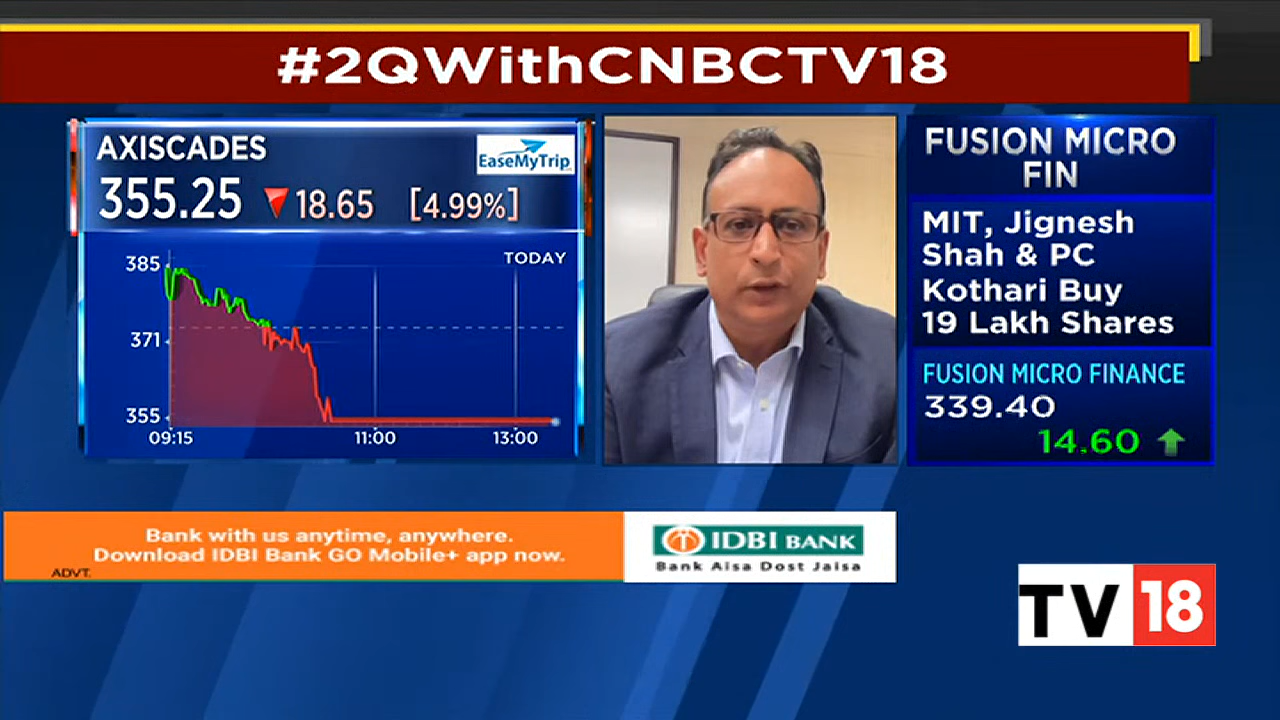 #2QWithCNBCTV18
AXISCADES
EaseMyTrip
355.25 ▼ 18.65 [4.99%]
TODAY
385
371
355
09:15 11:00 13:00
FUSION MICRO
FIN
MIT, Jignesh
Shah & PC
Kothari Buy
19 Lakh Shares
FUSION MICRO FINANCE
339.40
14.60
Bank with us anytime, anywhere.
Download IDBI Bank GO Mobile+ app now.
ADVT.
IDBI BANK
Bank Aisa Dost Jaisa
TV18